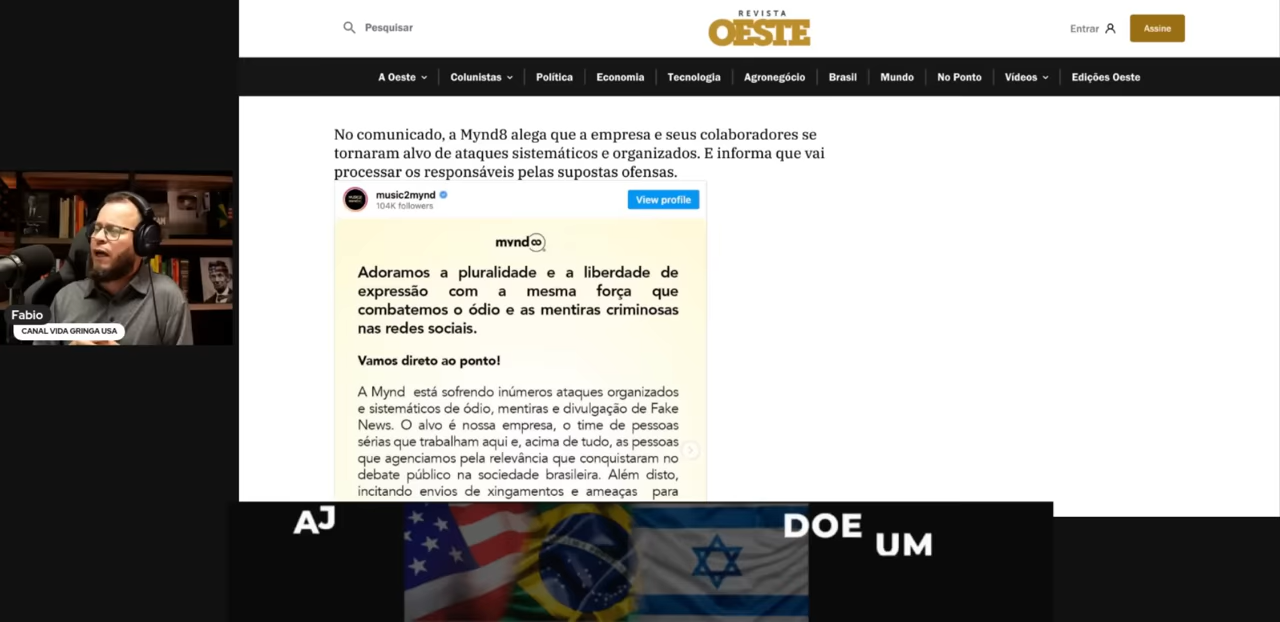 REVISTA
OESTE
Pesquisar
Entrar
Assine
A Oeste
Colunistas
Política
Economia
Tecnologia
Agronegócio
Brasil
Mundo
No Ponto
Vídeos
Edições Oeste
No comunicado, a Mynd8 alega que a empresa e seus colaboradores se
tornaram alvo de ataques sistemáticos e organizados. E informa que vai
processar os responsáveis pelas supostas ofensas.
music2mynd
104K followers
View profile
mynd
Adoramos a pluralidade e a liberdade de
expressão com a mesma força que
combatemos o ódio e as mentiras criminosas
nas redes sociais.
Vamos direto ao ponto!
A Mynd está sofrendo inúmeros ataques organizados
e sistemáticos de ódio, mentiras e divulgação de Fake
News. O alvo é nossa empresa, o time de pessoas
sérias que trabalham aqui e, acima de tudo, as pessoas
que agenciamos pela relevância que conquistaram no
debate público na sociedade brasileira. Além disto,
incitando envios de xingamentos e ameaças para
Fabio
CANAL VIDA GRINGA USA
AJ
DOE
UM